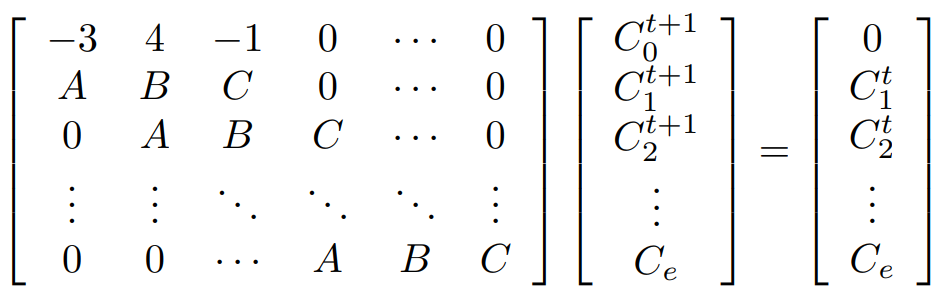 −3 4 −1 0 ⋯ 0 C_0^{t+1} 0
A B C 0 ⋯ 0 C_1^{t+1} C_1^t
0 A B C ⋯ 0 C_2^{t+1} = C_2^t
⋮ ⋮ ⋱ ⋱ ⋱ ⋮ ⋮ ⋮
0 0 ⋯ A B C C_e C_e